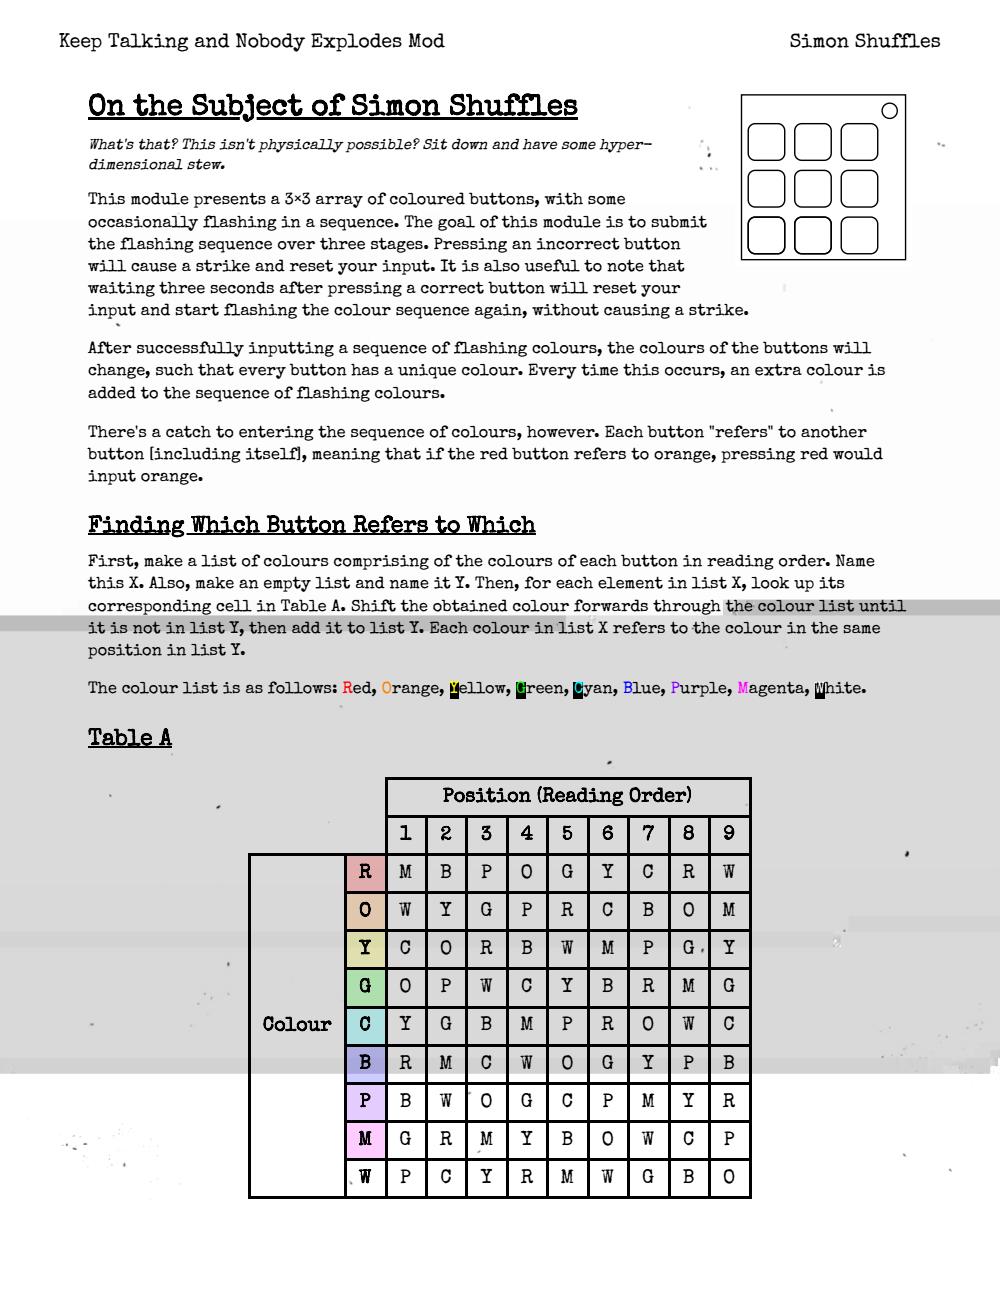 Keep Talking and Nobody Explodes Mod
Simon Shuffles
On the Subject of Simon Shuffles
What's that? This isn't physically possible? Sit down and have some hyper-
dimensional stew.
This module presents a 3×3 array of coloured buttons, with some
occasionally flashing in a sequence. The goal of this module is to submit
the flashing sequence over three stages. Pressing an incorrect button
will cause a strike and reset your input. It is also useful to note that
waiting three seconds after pressing a correct button will reset your
input and start flashing the colour sequence again, without causing a strike.
After successfully inputting a sequence of flashing colours, the colours of the buttons will
change, such that every button has a unique colour. Every time this occurs, an extra colour is
added to the sequence of flashing colours.
There's a catch to entering the sequence of colours, however. Each button "refers" to another
button [including itself], meaning that if the red button refers to orange, pressing red would
input orange.
Finding Which Button Refers to Which
First, make a list of colours comprising of the colours of each button in reading order. Name
this X. Also, make an empty list and name it Y. Then, for each element in list X, look up its
corresponding cell in Table A. Shift the obtained colour forwards through the colour list until
it is not in list Y, then add it to list Y. Each colour in list X refers to the colour in the same
position in list Y.
The colour list is as follows: Red, Orange, Yellow, Green, Cyan, Blue, Purple, Magenta, White.
Table A
Position (Reading Order)
1 2 3 4 5 6 7 8 9
R M B P O G Y C R W
O W Y G P R C B O M
Y C O R B W M P G Y
G O P W C Y B R M G
Colour C Y G B M P R O W C
B R M C W O G Y P B
P B W O G C P M Y R
M G R M Y B O W C P
W P C Y R M W G B O